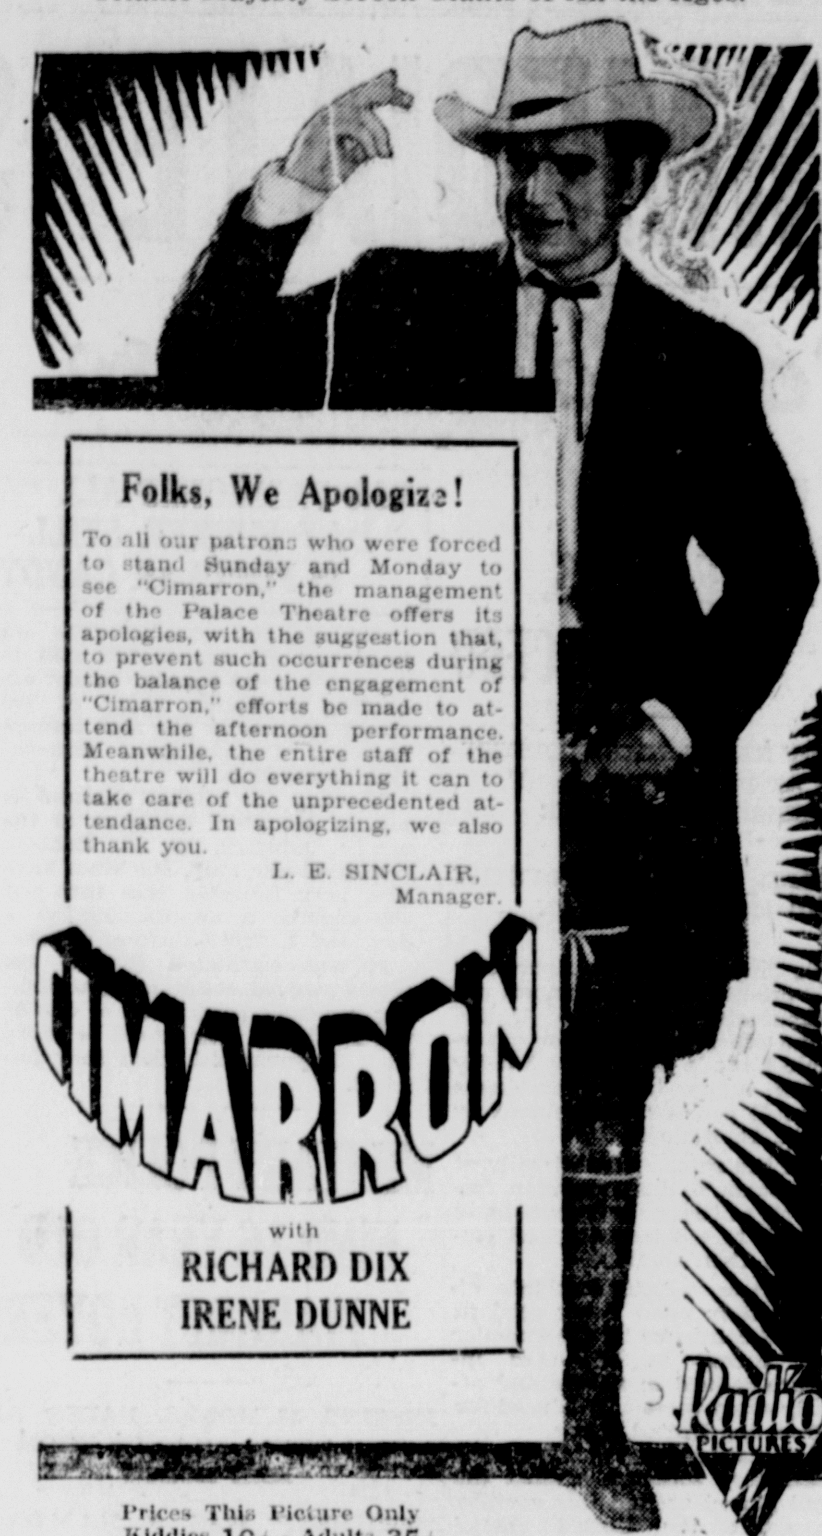 Folks, We Apologize!
To all our patrons who were forced
to stand Sunday and Monday to
see "Cimarron," the management
of the Palace Theatre offers its
apologies, with the suggestion that,
to prevent such occurrences during
the balance of the engagement of
"Cimarron," efforts be made to at-
tend the afternoon performance.
Meanwhile, the entire staff of the
theatre will do everything it can to
take care of the unprecedented at-
tendance. In apologizing, we also
thank you.
L. E. SINCLAIR,
Manager.
CIMARRON
with
RICHARD DIX
IRENE DUNNE
Radio
PICTURES
Prices This Picture Only
Kiddies 10c Adults 35c